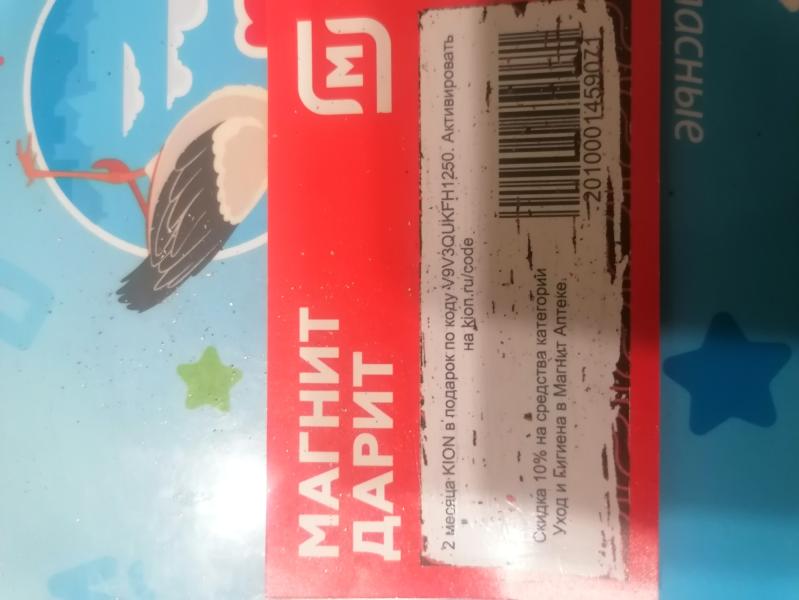 МАГНИТ
ДАРИТ
М
2 месяца KION в подарок по коду V9V3QUKFH1250. Активировать
на kion.ru/code
Скидка 10% на средства категорий
Уход и Гигиена в Магнит Аптеке.
2010001459071